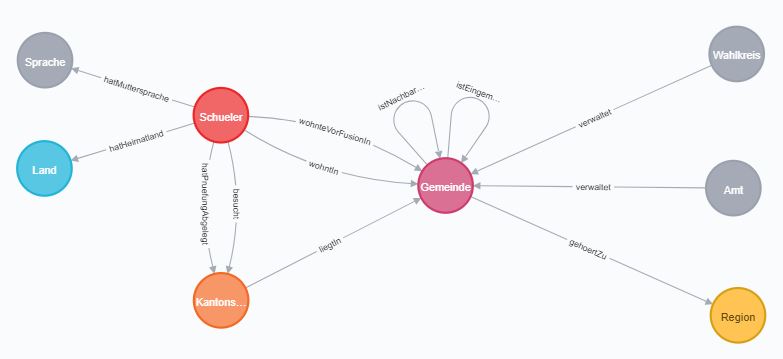 Sprache
hatMuttersprache
Schueler
hatHeimatland
Land
wohnteVorFusionIn
wohntIn
hatPruefungAbgelegt
besucht
Kantons...
liegtIn
istNachbar...
istEingem...
Gemeinde
verwaltet
Wahlkreis
verwaltet
Amt
gehoertZu
Region